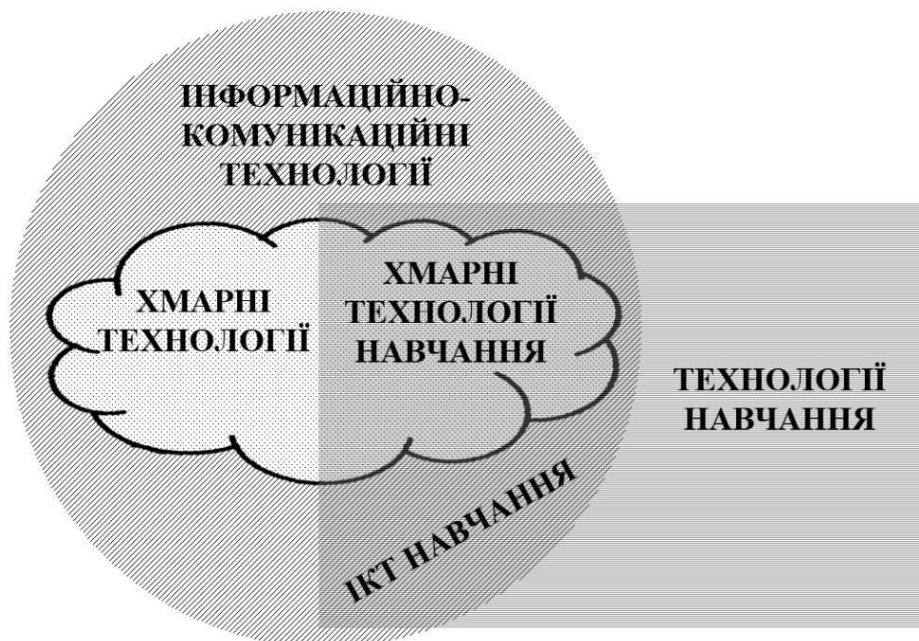 ІНФОРМАЦІЙНО-
КОМУНІКАЦІЙНІ
ТЕХНОЛОГІЇ
ХМАРНІ
ТЕХНОЛОГІЇ
ХМАРНІ
ТЕХНОЛОГІЇ
НАВЧАННЯ
ТЕХНОЛОГІЇ
НАВЧАННЯ
ІКТ НАВЧАННЯ